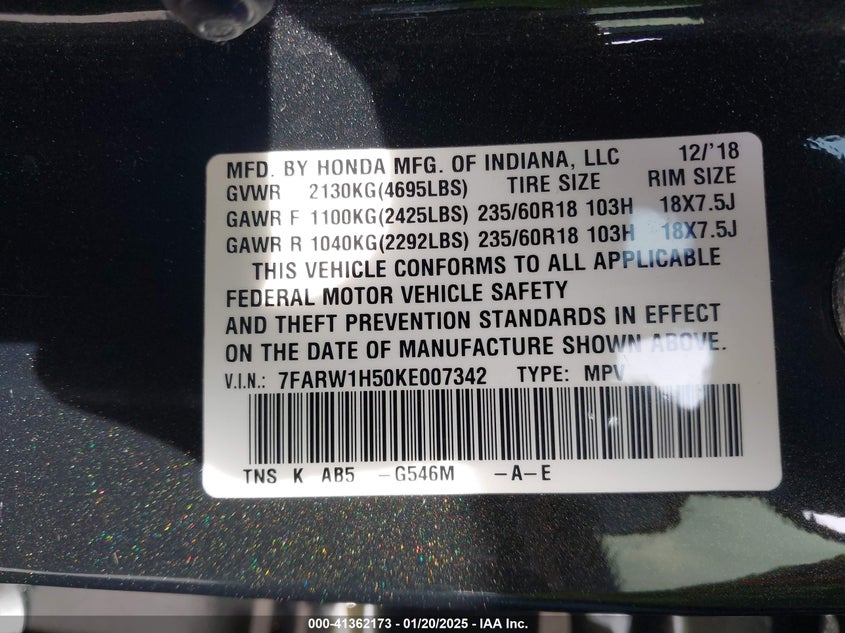 MFD. BY HONDA MFG. OF INDIANA, LLC 12/'18
GVWR 2130KG(4695LBS) TIRE SIZE RIM SIZE
GAWR F 1100KG(2425LBS) 235/60R18 103H 18X7.5J
GAWR R 1040KG(2292LBS) 235/60R18 103H 18X7.5J
THIS VEHICLE CONFORMS TO ALL APPLICABLE
FEDERAL MOTOR VEHICLE SAFETY
AND THEFT PREVENTION STANDARDS IN EFFECT
ON THE DATE OF MANUFACTURE SHOWN ABOVE.
V.I.N.: 7FARW1H50KE007342 TYPE: MPV
TNS K AB5 -G546M -A-E
000-41362173 - 01/20/2025 - IAA Inc.